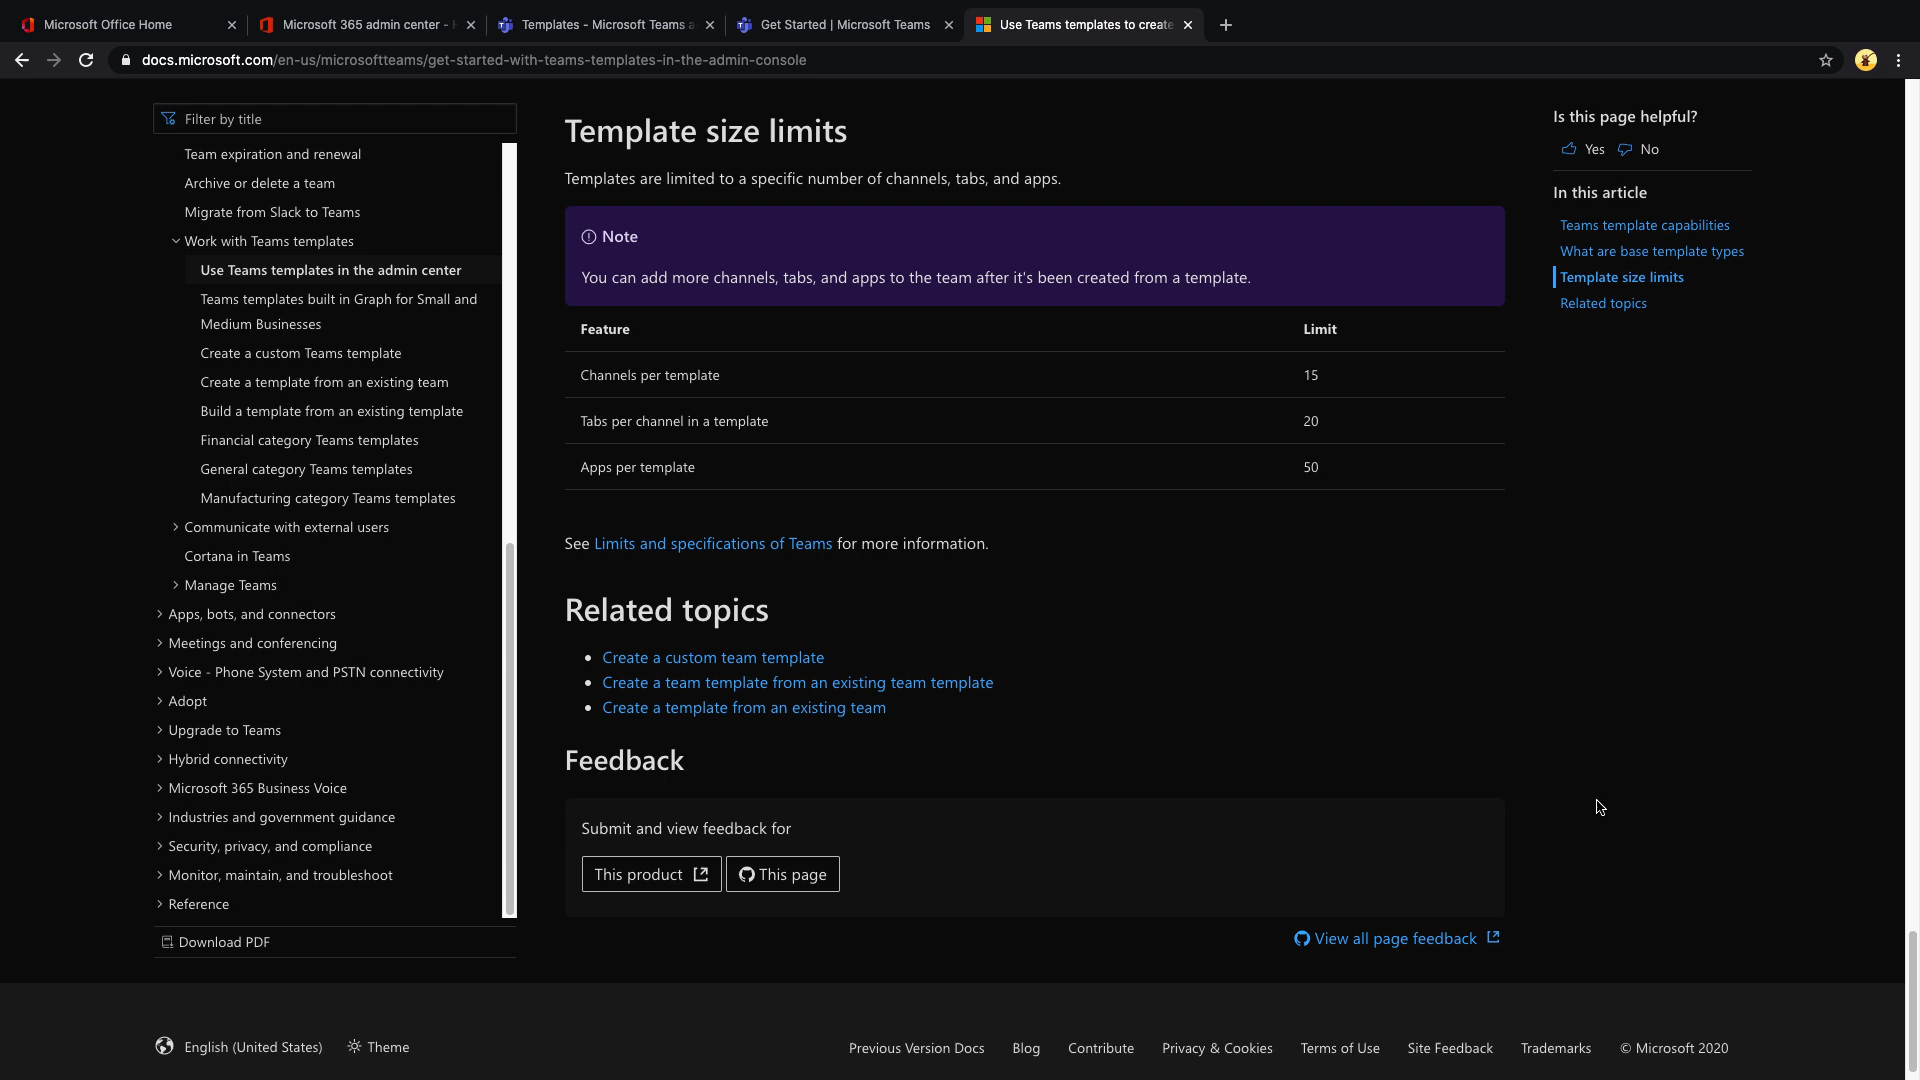 Microsoft Office Home
Microsoft 365 admin center -
Templates - Microsoft Teams a
Get Started | Microsoft Teams
Use Teams templates to create
docs.microsoft.com/en-us/microsoftteams/get-started-with-teams-templates-in-the-admin-console
Filter by title
Team expiration and renewal
Archive or delete a team
Migrate from Slack to Teams
Work with Teams templates
Use Teams templates in the admin center
Teams templates built in Graph for Small and
Medium Businesses
Create a custom Teams template
Create a template from an existing team
Build a template from an existing template
Financial category Teams templates
General category Teams templates
Manufacturing category Teams templates
Communicate with external users
Cortana in Teams
Manage Teams
Apps, bots, and connectors
Meetings and conferencing
Voice - Phone System and PSTN connectivity
Adopt
Upgrade to Teams
Hybrid connectivity
Microsoft 365 Business Voice
Industries and government guidance
Security, privacy, and compliance
Monitor, maintain, and troubleshoot
Reference
Download PDF
Template size limits
Templates are limited to a specific number of channels, tabs, and apps.
Note
You can add more channels, tabs, and apps to the team after it's been created from a template.
Feature Limit
Channels per template 15
Tabs per channel in a template 20
Apps per template 50
See Limits and specifications of Teams for more information.
Related topics
Create a custom team template
Create a team template from an existing team template
Create a template from an existing team
Feedback
Submit and view feedback for
This product
This page
View all page feedback
Is this page helpful?
Yes No
In this article
Teams template capabilities
What are base template types
Template size limits
Related topics
English (United States) Theme
Previous Version Docs Blog Contribute Privacy & Cookies Terms of Use Site Feedback Trademarks © Microsoft 2020